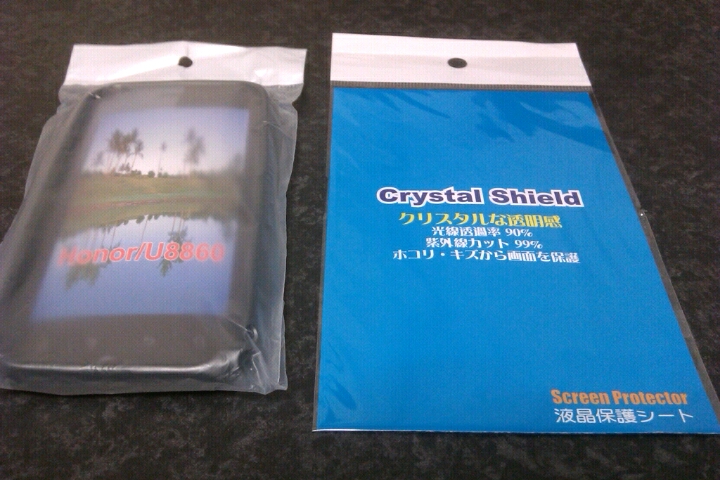 Honor/U8860
Crystal Shield
クリスタルな透明感
光線透過率 90%
紫外線カット 99%
ホコリ・キズから画面を保護
Screen Protector
液晶保護シート